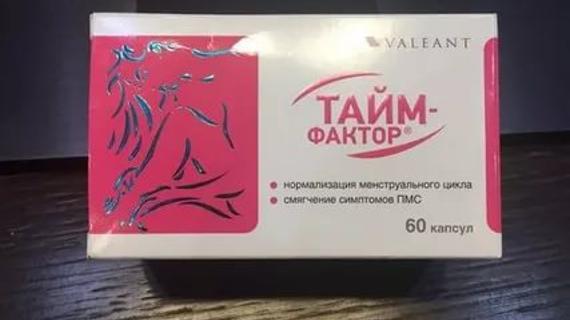 VALEANT
ТАЙМ-
ФАКТОР®
• нормализация менструального цикла
• смягчение симптомов ПМС
60 капсул